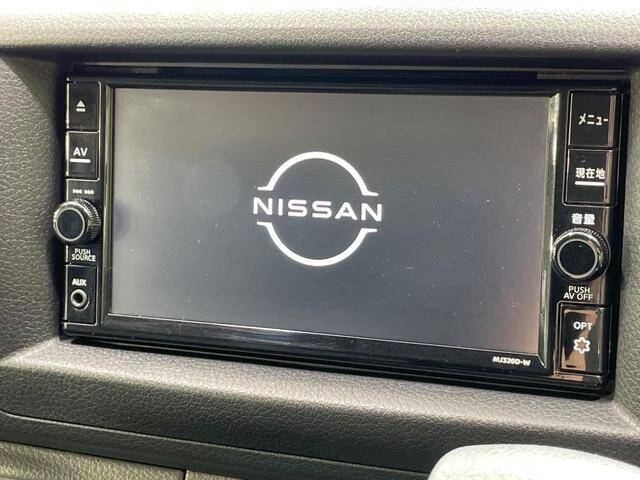 AV
PUSH
SOURCE
AUX
NISSAN
メニュー
現在地
音量
PUSH
AV OFF
OPT
MJ320D-W